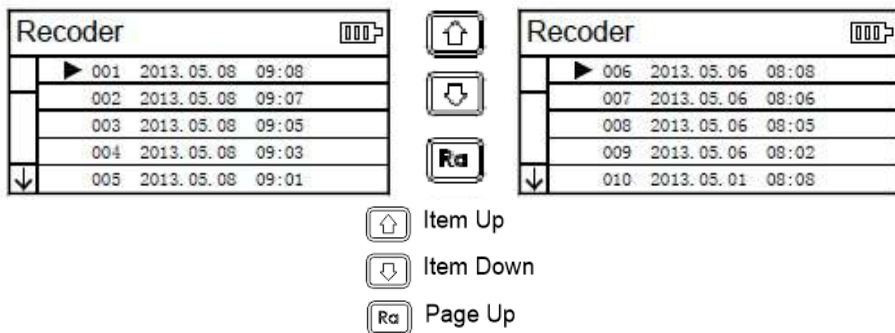 Recoder
001 2013.05.08 09:08
002 2013.05.08 09:07
003 2013.05.08 09:05
004 2013.05.08 09:03
005 2013.05.08 09:01
Ra
Recoder
006 2013.05.06 08:08
007 2013.05.06 08:06
008 2013.05.06 08:05
009 2013.05.06 08:02
010 2013.05.01 08:08
Item Up
Item Down
Ra Page Up